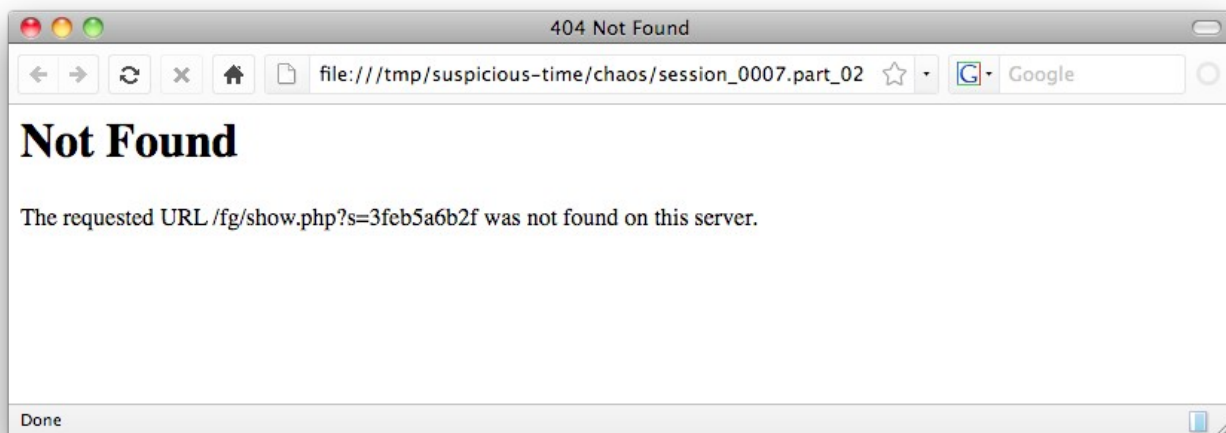 404 Not Found
file:///tmp/suspicious-time/chaos/session_0007.part_02
G
Google
Not Found
The requested URL /fg/show.php?s=3feb5a6b2f was not found on this server.
Done